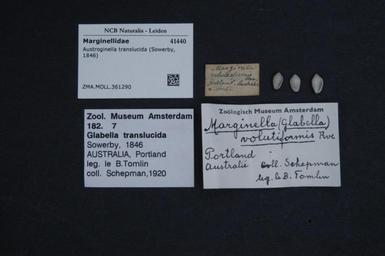 NCB Naturalis - Leiden
Marginellidae 41440
Austroginella translucida (Sowerby, 1846)
ZMA.MOLL.361290
Zool. Museum Amsterdam
182. 7
Glabella translucida
Sowerby, 1846
AUSTRALIA, Portland
leg. le B.Tomlin
coll. Schepman,1920
Zoölogisch Museum Amsterdam
Marginella (Glabella)
volutiformis Rve
Portland
Australië coll. Schepman
leg. le B. Tomlin